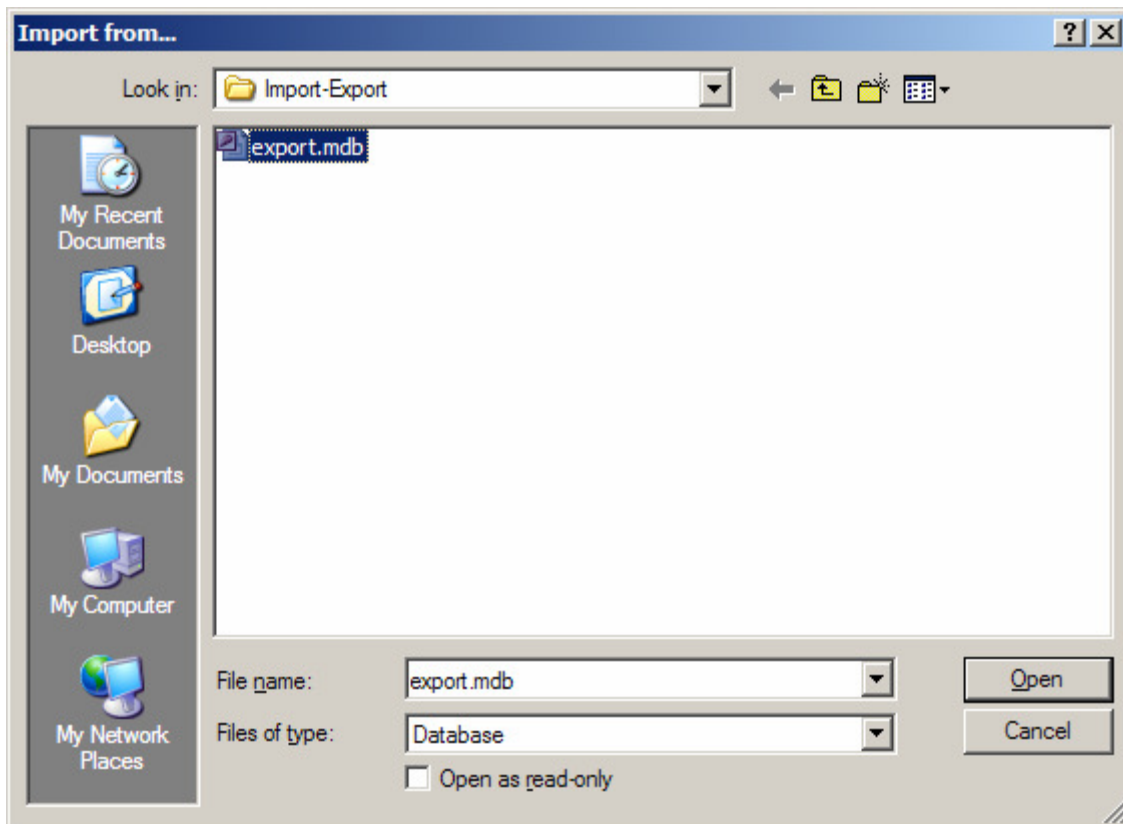 Import from...
Look in:
Import-Export
export.mdb
My Recent
Documents
Desktop
My Documents
My Computer
My Network
Places
File name:
export.mdb
Open
Files of type:
Database
Cancel
Open as read-only